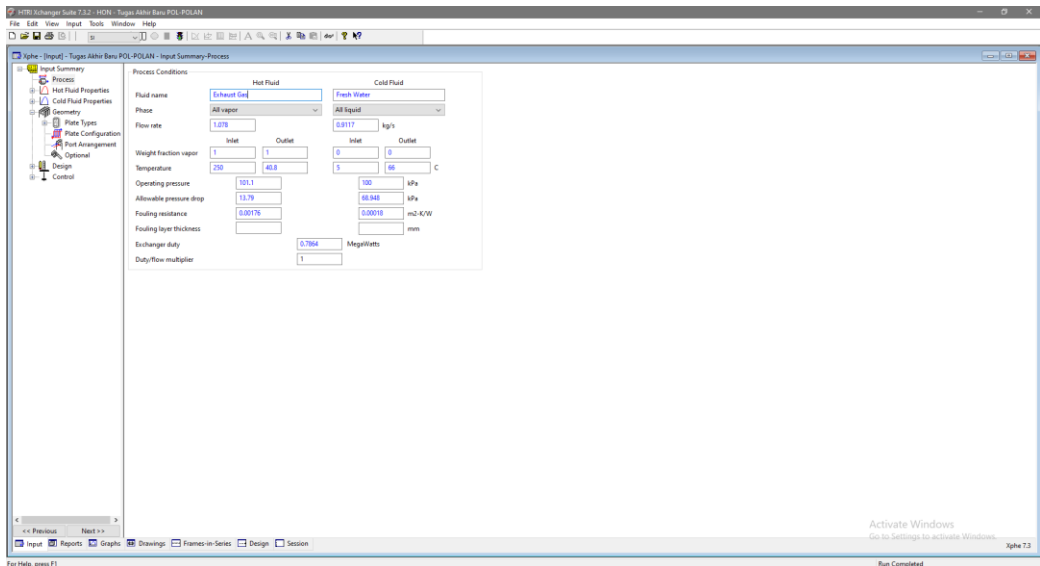 HTRI Xchanger Suite 7.3.2 - HON - Tugas Akhir Baru POL-POLAN
File Edit View Input Tools Window Help
SI
Xphe - [Input] - Tugas Akhir Baru POL-POLAN - Input Summary-Process
Input Summary
Process
Hot Fluid Properties
Cold Fluid Properties
Geometry
Plate Types
Plate Configuration
Port Arrangement
Optional
Design
Control
Process Conditions
Hot Fluid Cold Fluid
Fluid name Exhaust Gas Fresh Water
Phase All vapor All liquid
Flow rate 1.078 0.9117 kg/s
Inlet Outlet Inlet Outlet
Weight fraction vapor 1 1 0 0
Temperature 250 40.8 5 66 C
Operating pressure 101.1 100 kPa
Allowable pressure drop 13.79 68.948 kPa
Fouling resistance 0.00176 0.00018 m2-K/W
Fouling layer thickness mm
Exchanger duty 0.7864 MegaWatts
Duty/flow multiplier 1
<< Previous Next >>
Input Reports Graphs Drawings Frames-in-Series Design Session
Activate Windows
Go to Settings to activate Windows.
Xphe 7.3
For Help, press F1 Run Completed